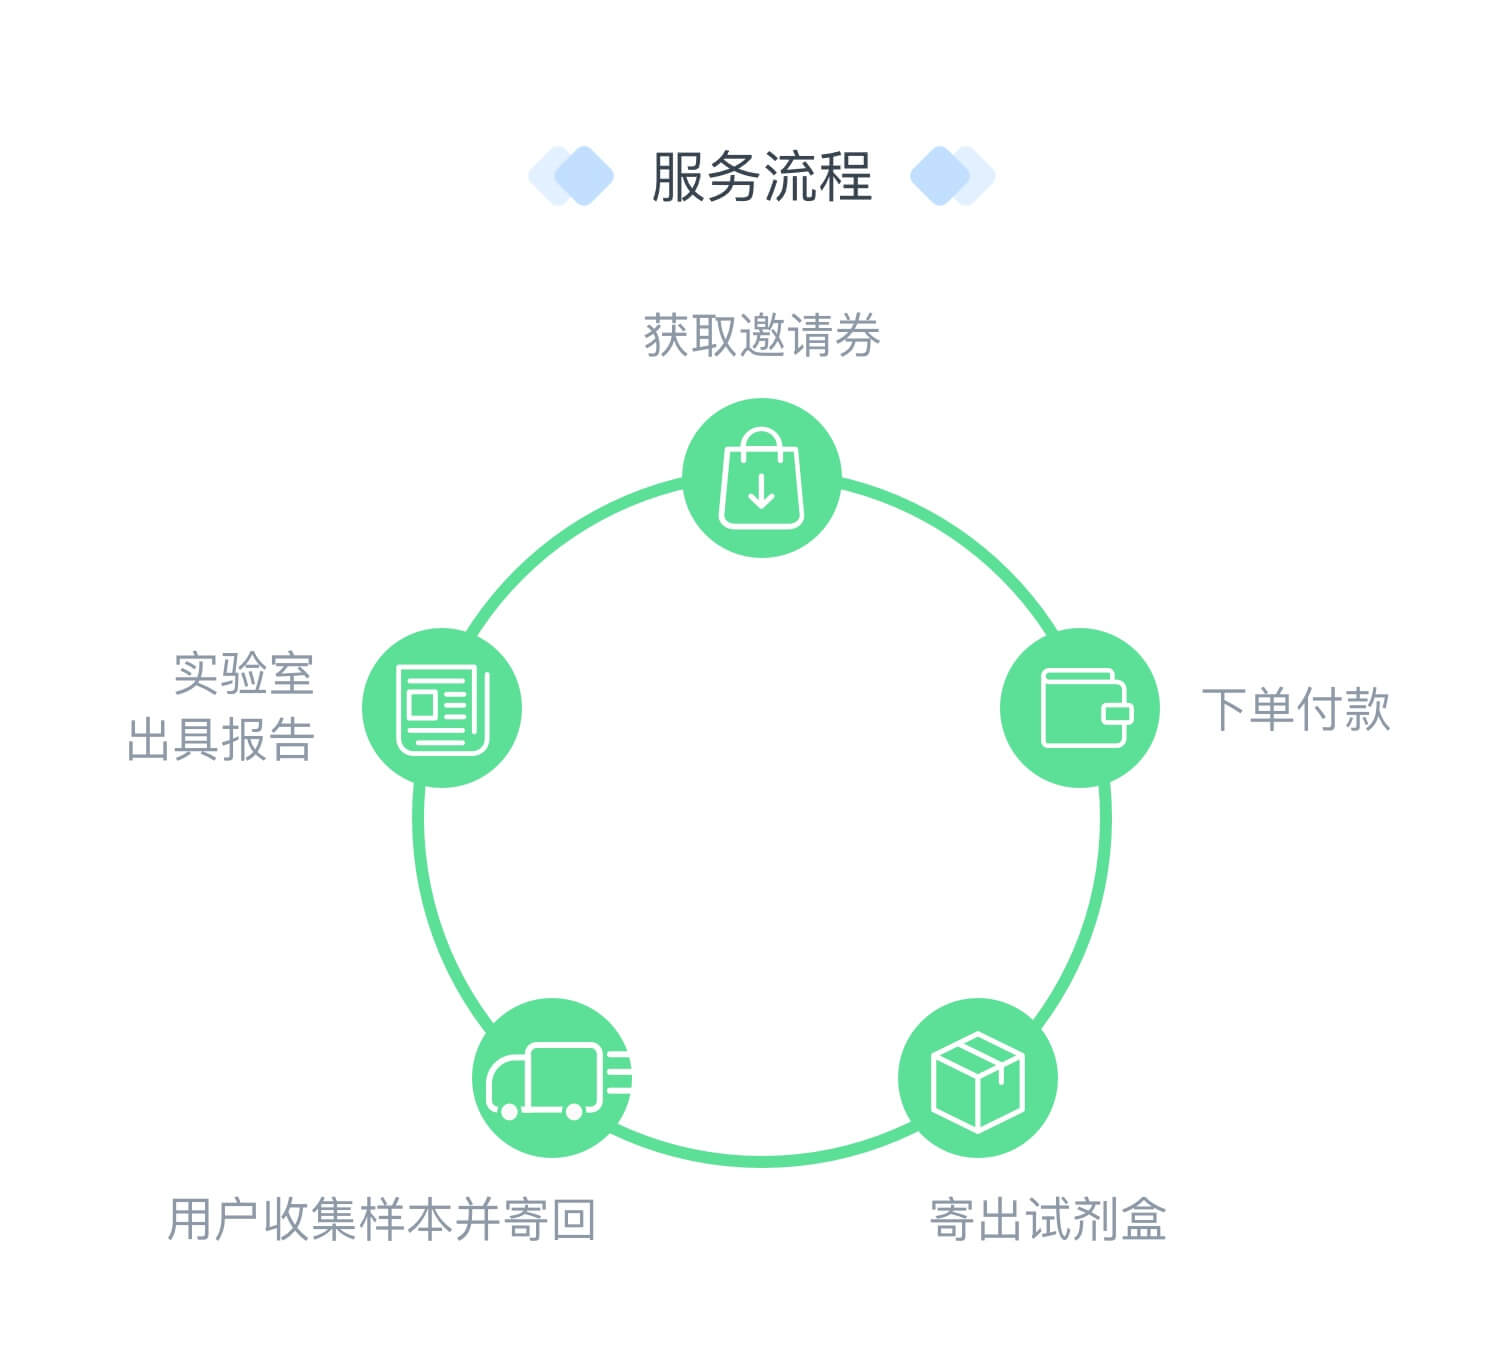 服务流程
获取邀请券
实验室
出具报告
下单付款
用户收集样本并寄回
寄出试剂盒